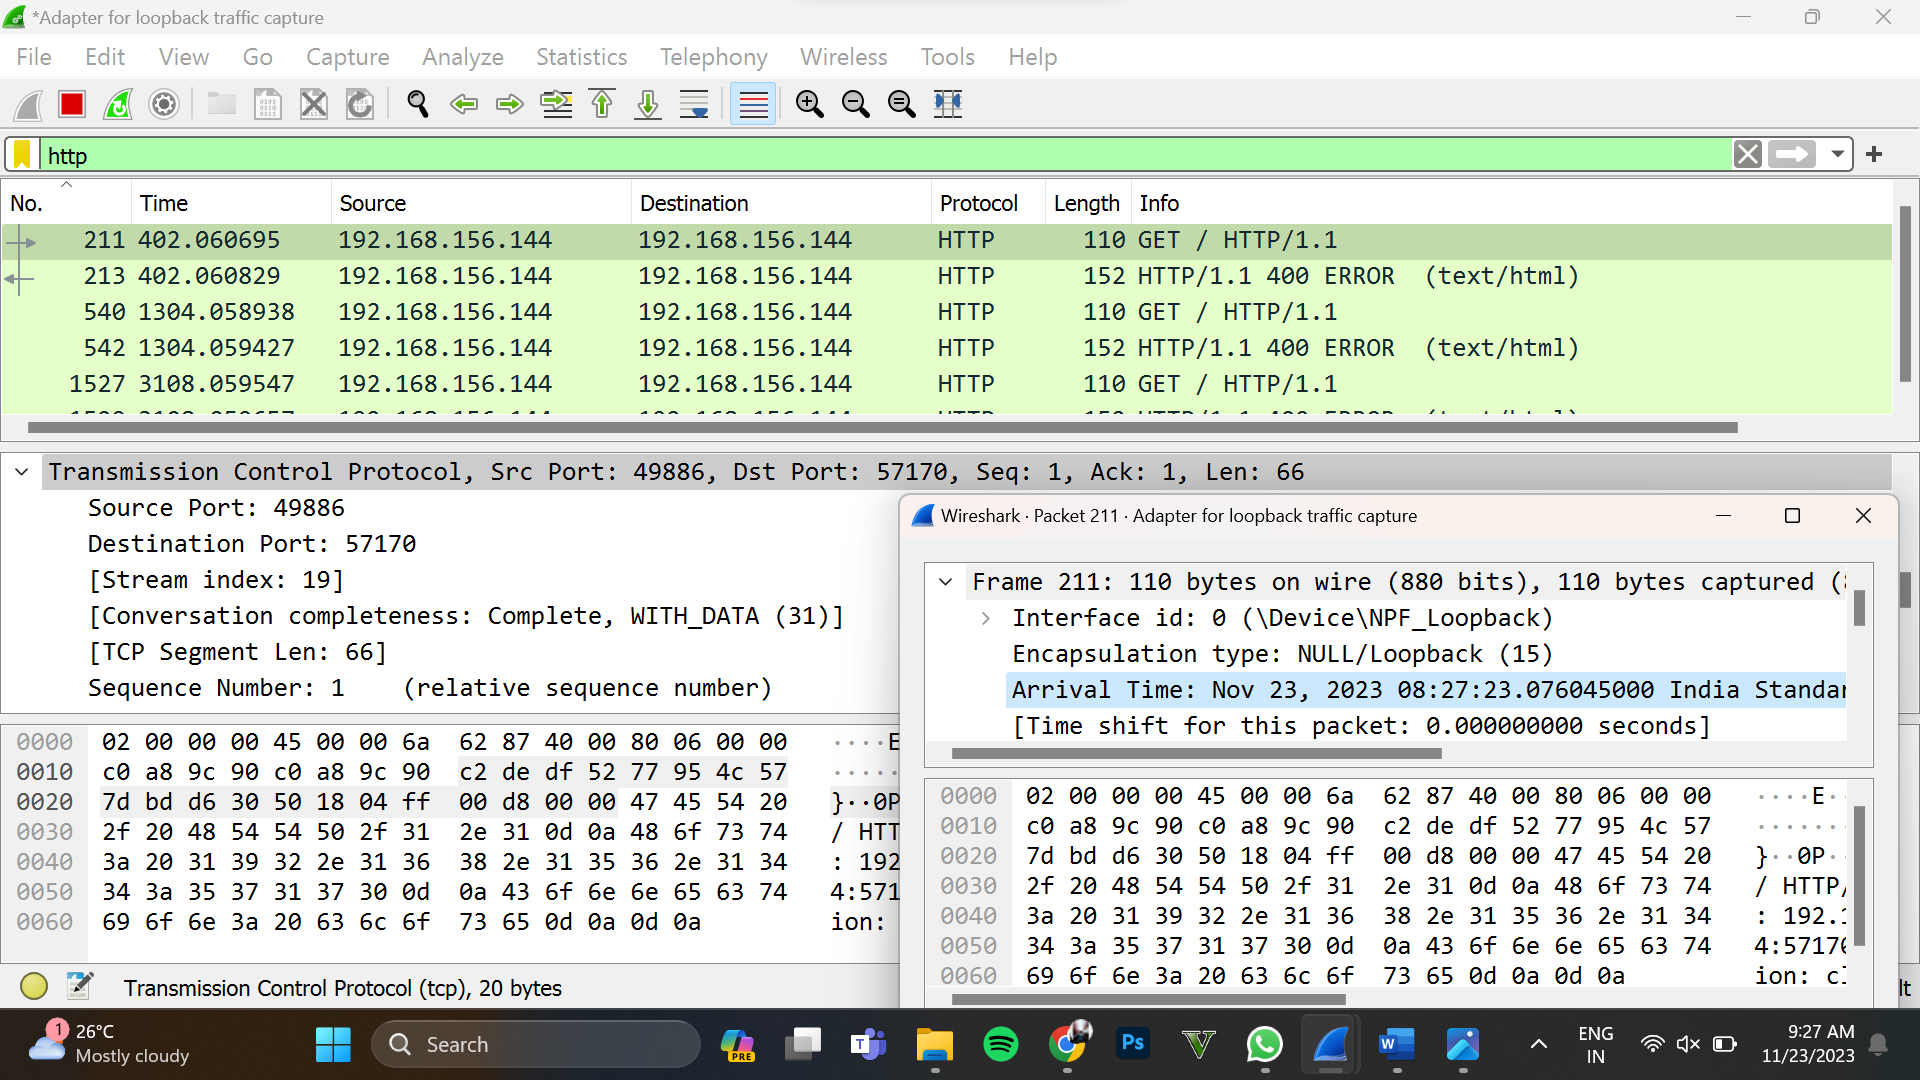 *Adapter for loopback traffic capture
File Edit View Go Capture Analyze Statistics Telephony Wireless Tools Help
http
No. Time Source Destination Protocol Length Info
211 402.060695 192.168.156.144 192.168.156.144 HTTP 110 GET / HTTP/1.1
213 402.060829 192.168.156.144 192.168.156.144 HTTP 152 HTTP/1.1 400 ERROR (text/html)
540 1304.058938 192.168.156.144 192.168.156.144 HTTP 110 GET / HTTP/1.1
542 1304.059427 192.168.156.144 192.168.156.144 HTTP 152 HTTP/1.1 400 ERROR (text/html)
1527 3108.059547 192.168.156.144 192.168.156.144 HTTP 110 GET / HTTP/1.1
Transmission Control Protocol, Src Port: 49886, Dst Port: 57170, Seq: 1, Ack: 1, Len: 66
Source Port: 49886
Destination Port: 57170
[Stream index: 19]
[Conversation completeness: Complete, WITH_DATA (31)]
[TCP Segment Len: 66]
Sequence Number: 1 (relative sequence number)
0000 02 00 00 00 45 00 00 6a 62 87 40 00 80 06 00 00 ····E
0010 c0 a8 9c 90 c0 a8 9c 90 c2 de df 52 77 95 4c 57 ·····
0020 7d bd d6 30 50 18 04 ff 00 d8 00 00 47 45 54 20 }··0P
0030 2f 20 48 54 54 50 2f 31 2e 31 0d 0a 48 6f 73 74 / HTT
0040 3a 20 31 39 32 2e 31 36 38 2e 31 35 36 2e 31 34 : 192
0050 34 3a 35 37 31 37 30 0d 0a 43 6f 6e 6e 65 63 74 4:571
0060 69 6f 6e 3a 20 63 6c 6f 73 65 0d 0a 0d 0a ion:
Transmission Control Protocol (tcp), 20 bytes
Wireshark · Packet 211 · Adapter for loopback traffic capture
Frame 211: 110 bytes on wire (880 bits), 110 bytes captured (
Interface id: 0 (\Device\NPF_Loopback)
Encapsulation type: NULL/Loopback (15)
Arrival Time: Nov 23, 2023 08:27:23.076045000 India Standar
[Time shift for this packet: 0.000000000 seconds]
0000 02 00 00 00 45 00 00 6a 62 87 40 00 80 06 00 00 ····E·
0010 c0 a8 9c 90 c0 a8 9c 90 c2 de df 52 77 95 4c 57 ······
0020 7d bd d6 30 50 18 04 ff 00 d8 00 00 47 45 54 20 }··0P·
0030 2f 20 48 54 54 50 2f 31 2e 31 0d 0a 48 6f 73 74 / HTTP/
0040 3a 20 31 39 32 2e 31 36 38 2e 31 35 36 2e 31 34 : 192.1
0050 34 3a 35 37 31 37 30 0d 0a 43 6f 6e 6e 65 63 74 4:57170
0060 69 6f 6e 3a 20 63 6c 6f 73 65 0d 0a 0d 0a ion: cl
lt
1
26°C
Mostly cloudy
Search
PRE
T
Ps
V
W
ENG
IN
9:27 AM
11/23/2023